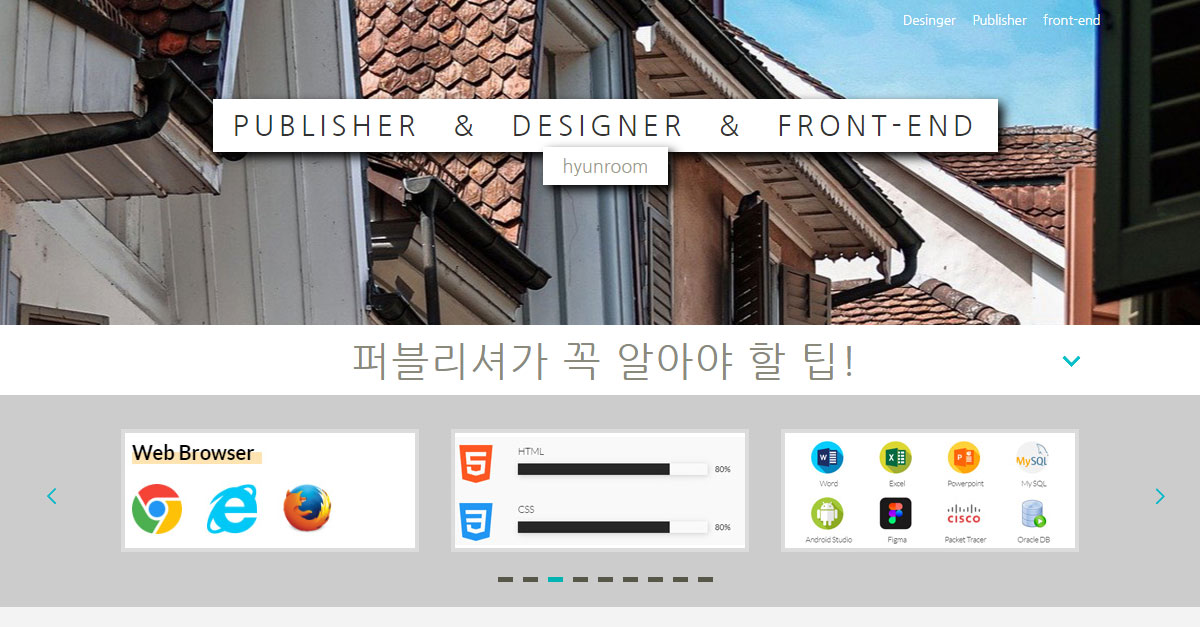 Desinger Publisher front-end
PUBLISHER & DESIGNER & FRONT-END
hyunroom
퍼블리셔가 꼭 알아야 할 팁!
Web Browser
HTML
80%
CSS
80%
5
3
W X P MySQL
Word Excel Powerpoint My SQL
CISCO
Android Studio Figma Packet Tracer Oracle DB